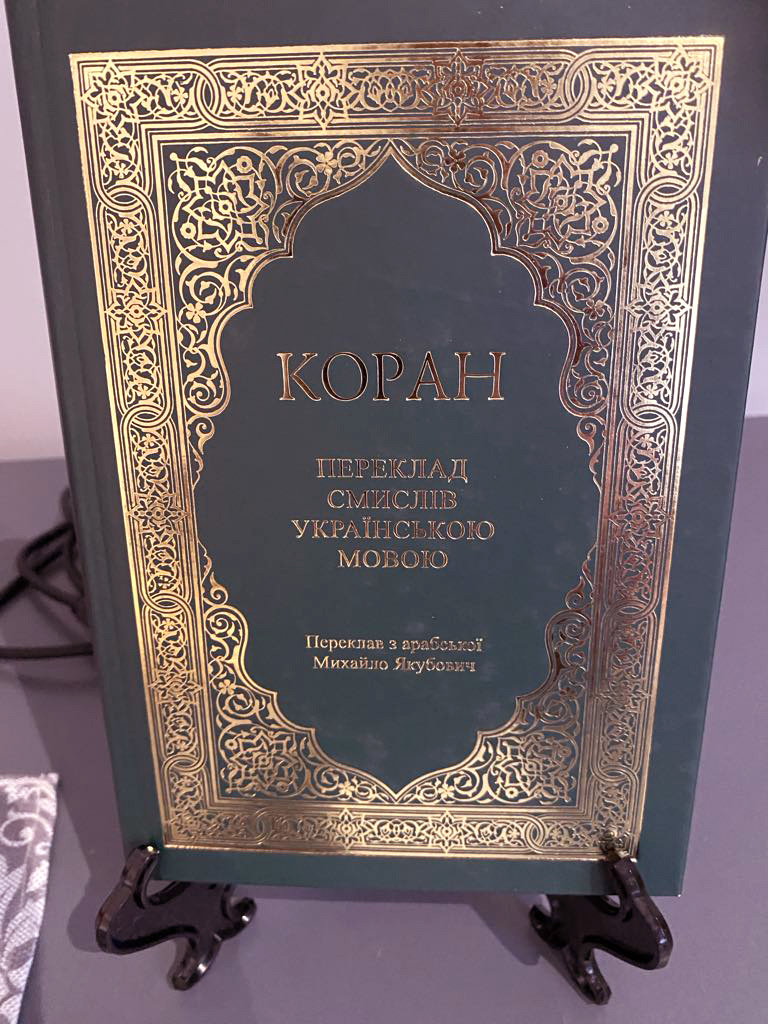 КОРАН
ПЕРЕКЛАД
СМИСЛІВ
УКРАЇНСЬКОЮ
МОВОЮ
Переклав з арабської
Михайло Якубович